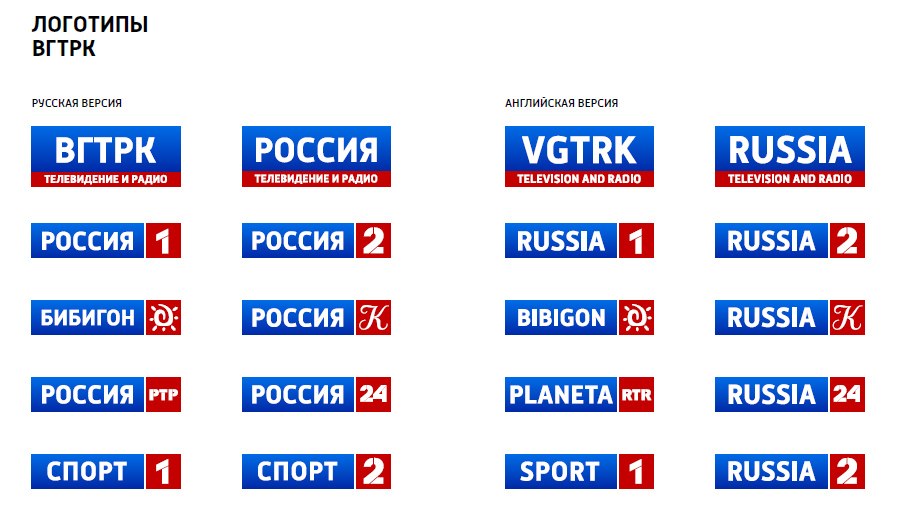 ЛОГОТИПЫ
ВГТРК
РУССКАЯ ВЕРСИЯ
АНГЛИЙСКАЯ ВЕРСИЯ
ВГТРК
ТЕЛЕВИДЕНИЕ И РАДИО
РОССИЯ
ТЕЛЕВИДЕНИЕ И РАДИО
VGTRK
TELEVISION AND RADIO
RUSSIA
TELEVISION AND RADIO
РОССИЯ 1
РОССИЯ 2
RUSSIA 1
RUSSIA 2
БИБИГОН
РОССИЯ К
BIBIGON
RUSSIA K
РОССИЯ РТР
РОССИЯ 24
PLANETA RTR
RUSSIA 24
СПОРТ 1
СПОРТ 2
SPORT 1
RUSSIA 2